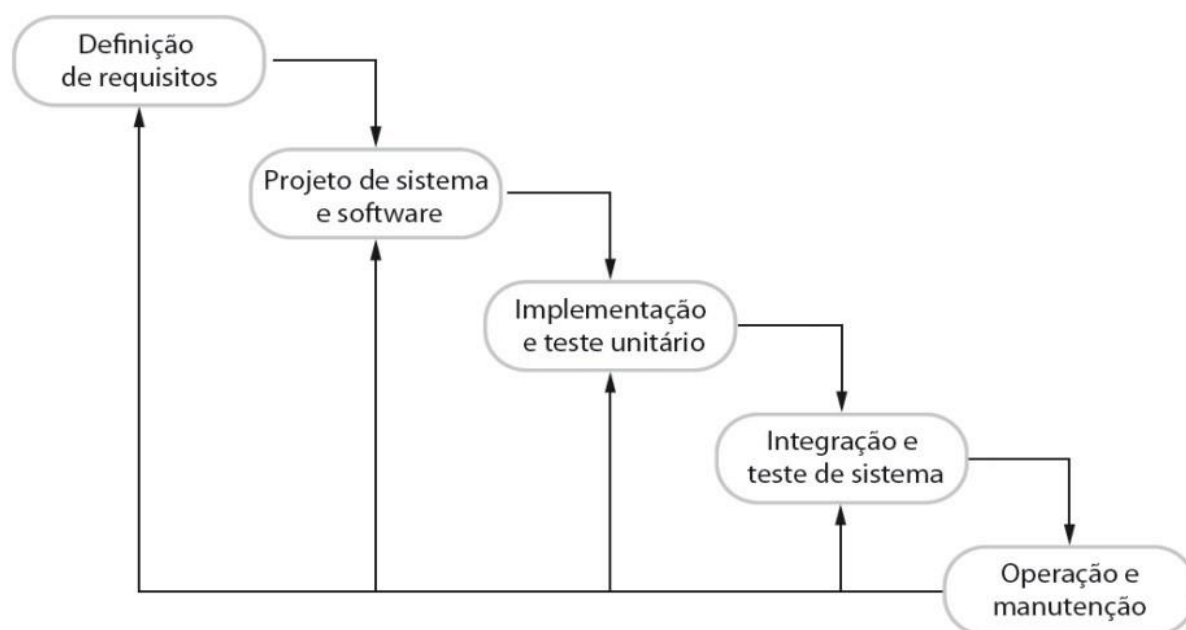 Definição
de requisitos
Projeto de sistema
e software
Implementação
e teste unitário
Integração e
teste de sistema
Operação e
manutenção